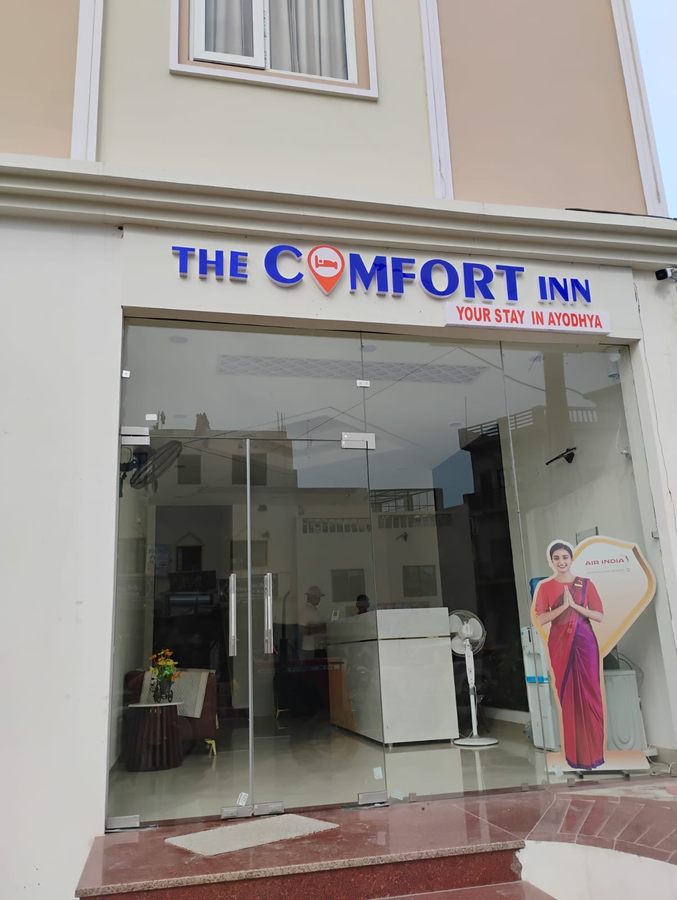 THE COMFORT INN
YOUR STAY IN AYODHYA
AIR INDIA